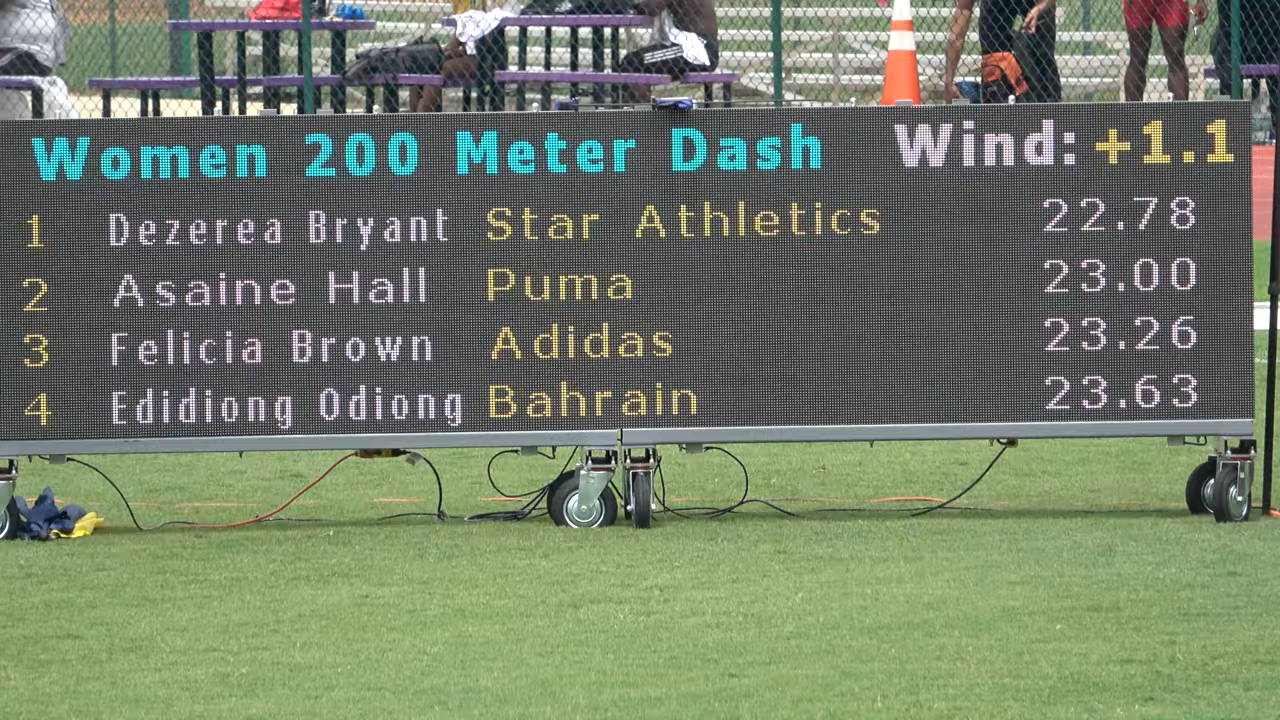 Women 200 Meter Dash Wind: +1.1
1 Dezerea Bryant Star Athletics 22.78
2 Asaine Hall Puma 23.00
3 Felicia Brown Adidas 23.26
4 Edidiong Odiong Bahrain 23.63